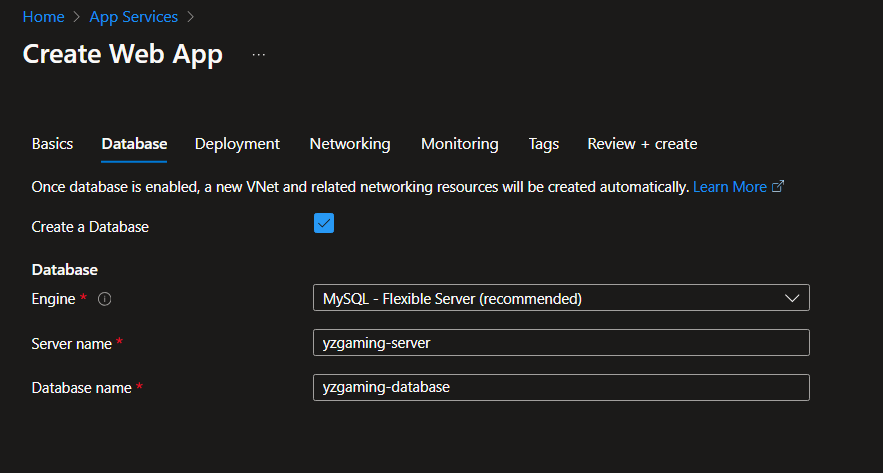 Home > App Services >
Create Web App ...
Basics Database Deployment Networking Monitoring Tags Review + create
Once database is enabled, a new VNet and related networking resources will be created automatically. Learn More
Create a Database
Database
Engine * MySQL - Flexible Server (recommended)
Server name * yzgaming-server
Database name * yzgaming-database